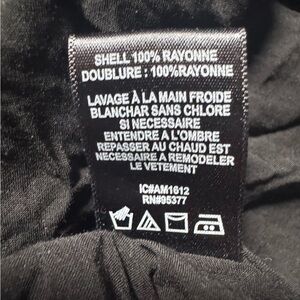 SHELL 100% RAYONNE
DOUBLURE : 100%RAYONNE
LAVAGE À LA MAIN FROIDE
BLANCHAR SANS CHLORE
SI NECESSAIRE
ENTENDRE A L'OMBRE
REPASSER AU CHAUD EST
NECESSAIRE A REMODELER
LE VETEMENT
IC#AM1612
RN#95377